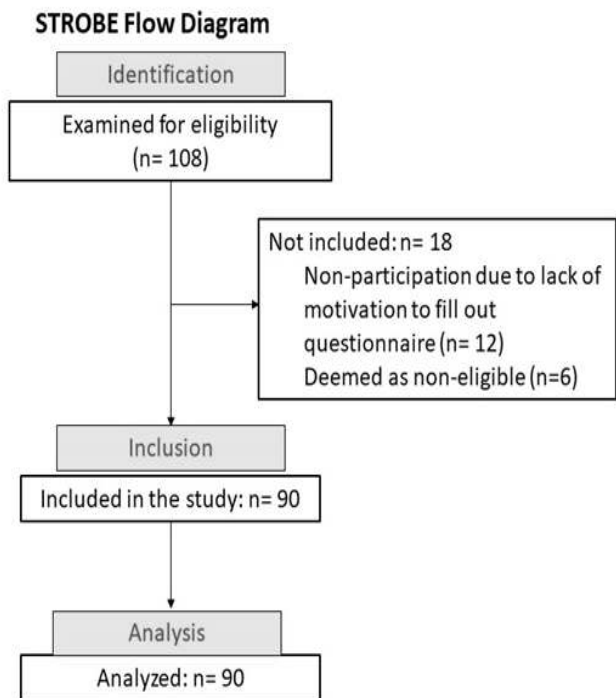 STROBE Flow Diagram
Identification
Examined for eligibility
(n= 108)
Not included: n= 18
Non-participation due to lack of
motivation to fill out
questionnaire (n= 12)
Deemed as non-eligible (n=6)
Inclusion
Included in the study: n= 90
Analysis
Analyzed: n= 90